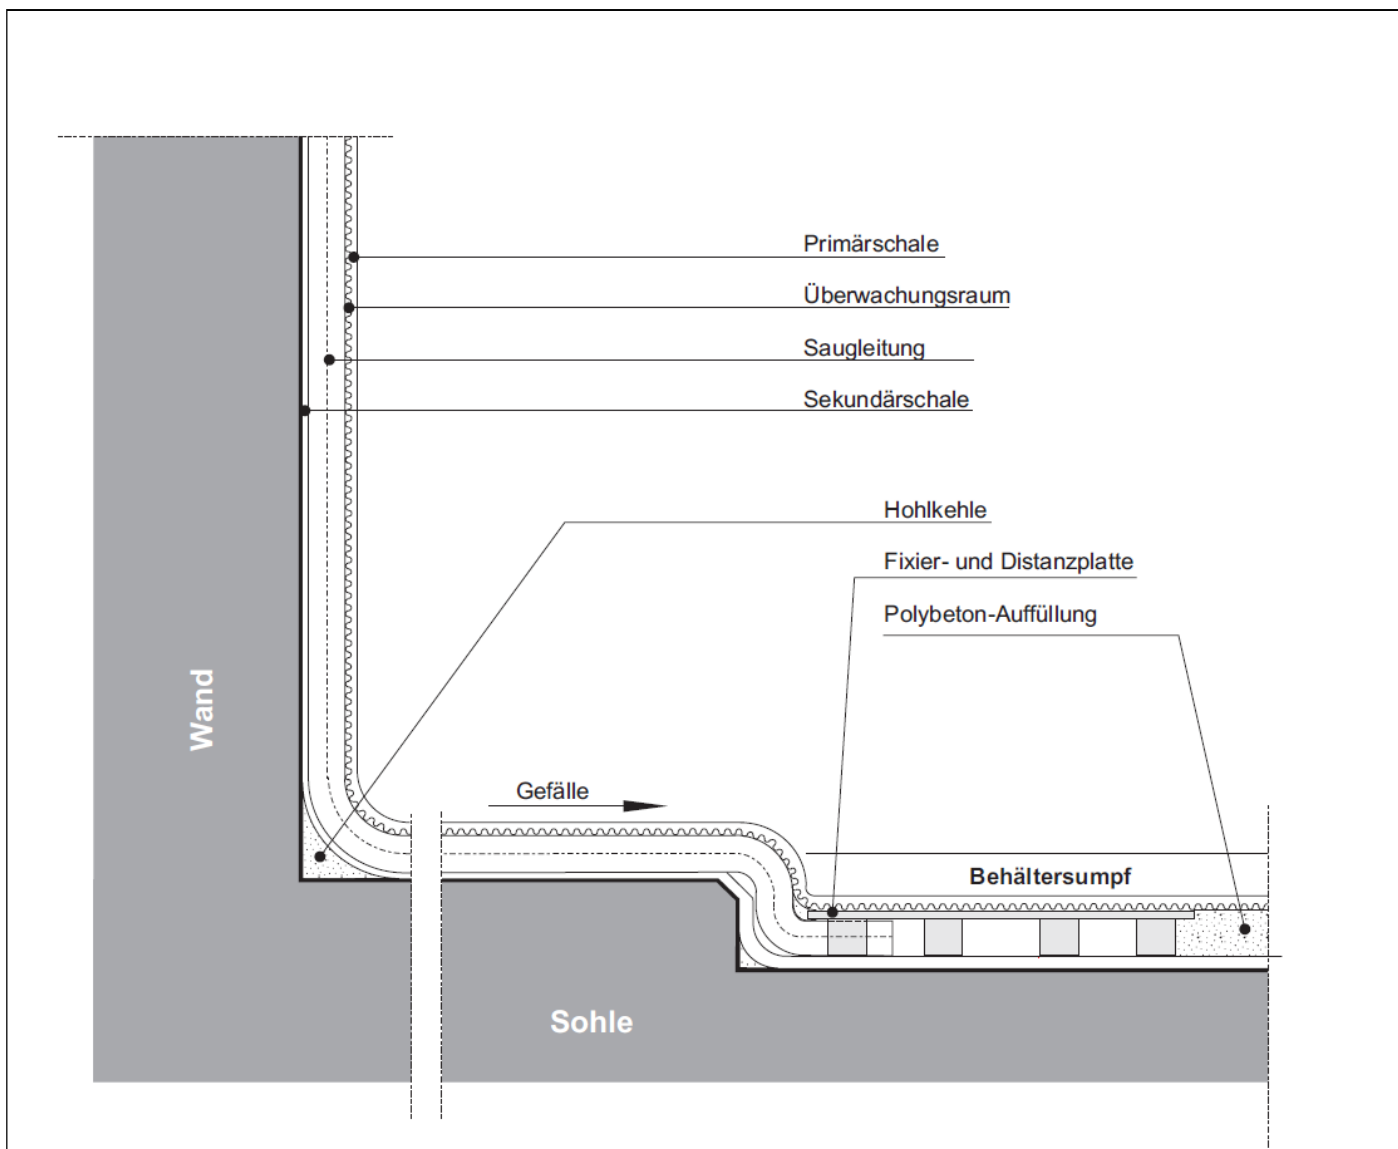 Primärschale
Überwachungsraum
Saugleitung
Sekundärschale
Hohlkehle
Fixier- und Distanzplatte
Polybeton-Auffüllung
Wand
Gefälle
Behältersumpf
Sohle